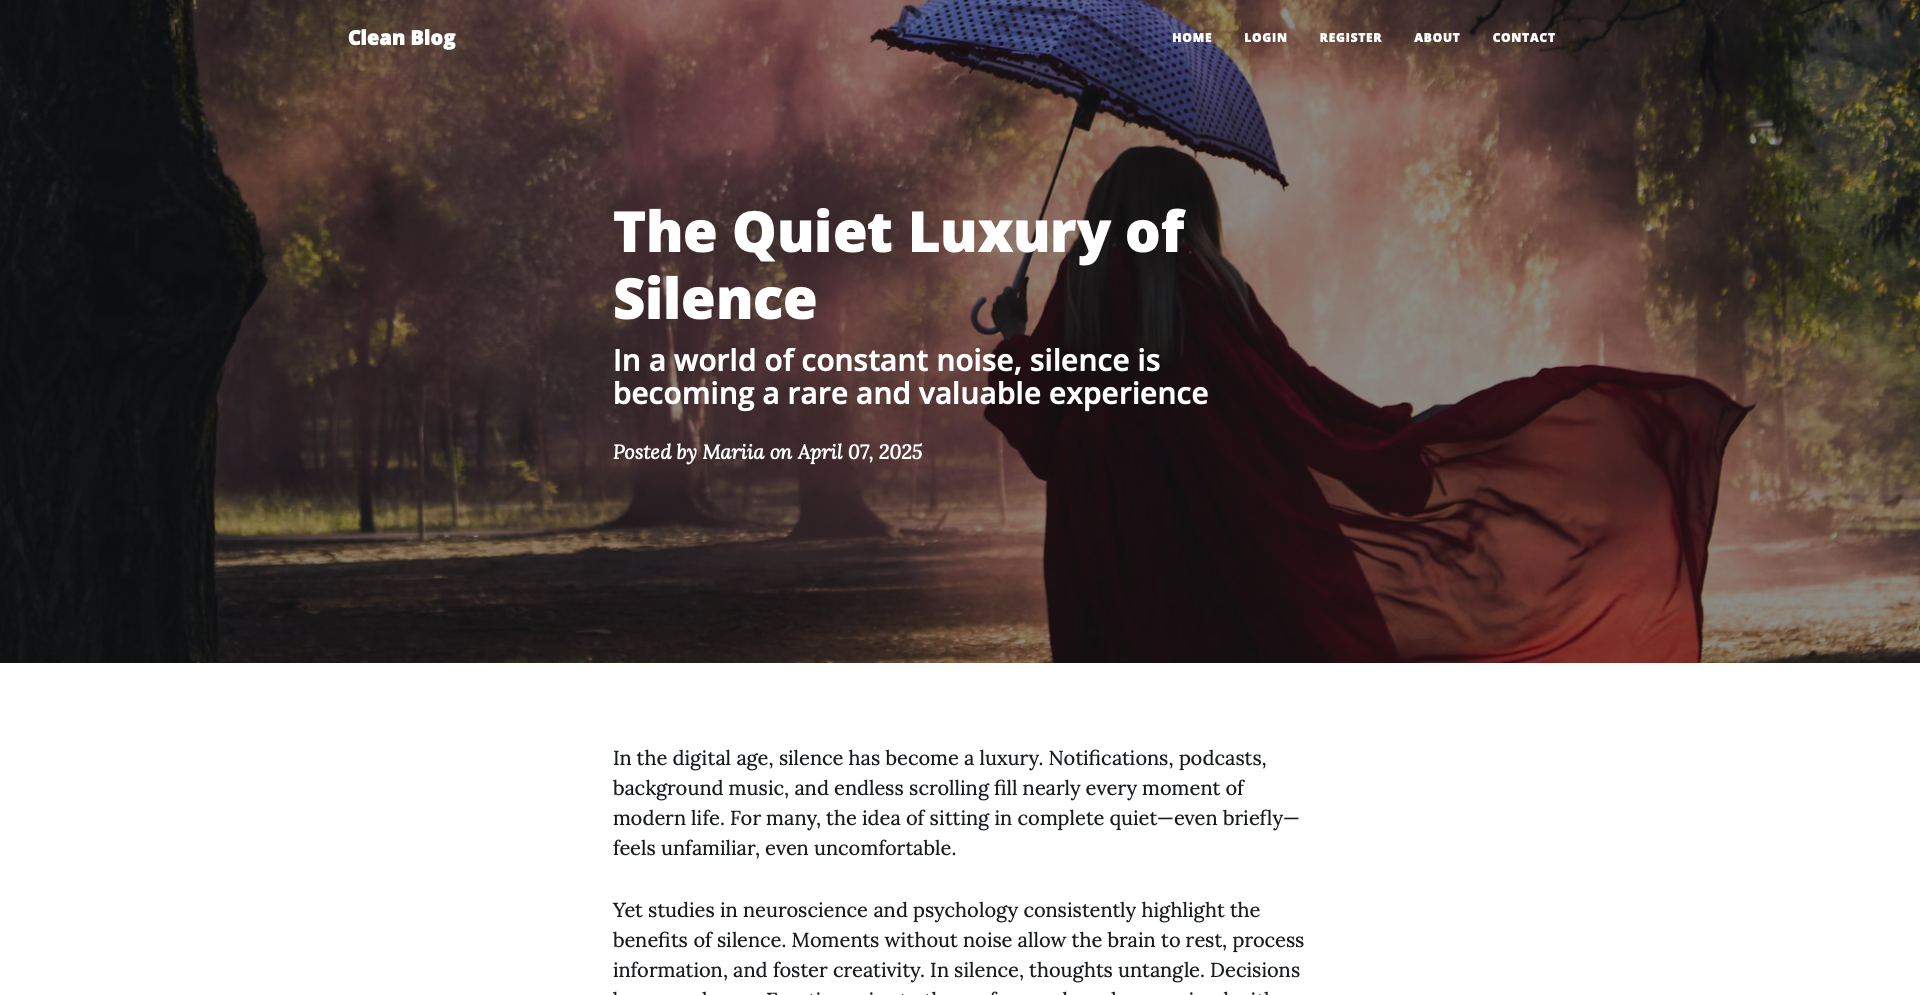 Clean Blog
HOME LOGIN REGISTER ABOUT CONTACT
The Quiet Luxury of
Silence
In a world of constant noise, silence is
becoming a rare and valuable experience
Posted by Mariia on April 07, 2025
In the digital age, silence has become a luxury. Notifications, podcasts,
background music, and endless scrolling fill nearly every moment of
modern life. For many, the idea of sitting in complete quiet—even briefly—
feels unfamiliar, even uncomfortable.
Yet studies in neuroscience and psychology consistently highlight the
benefits of silence. Moments without noise allow the brain to rest, process
information, and foster creativity. In silence, thoughts untangle. Decisions